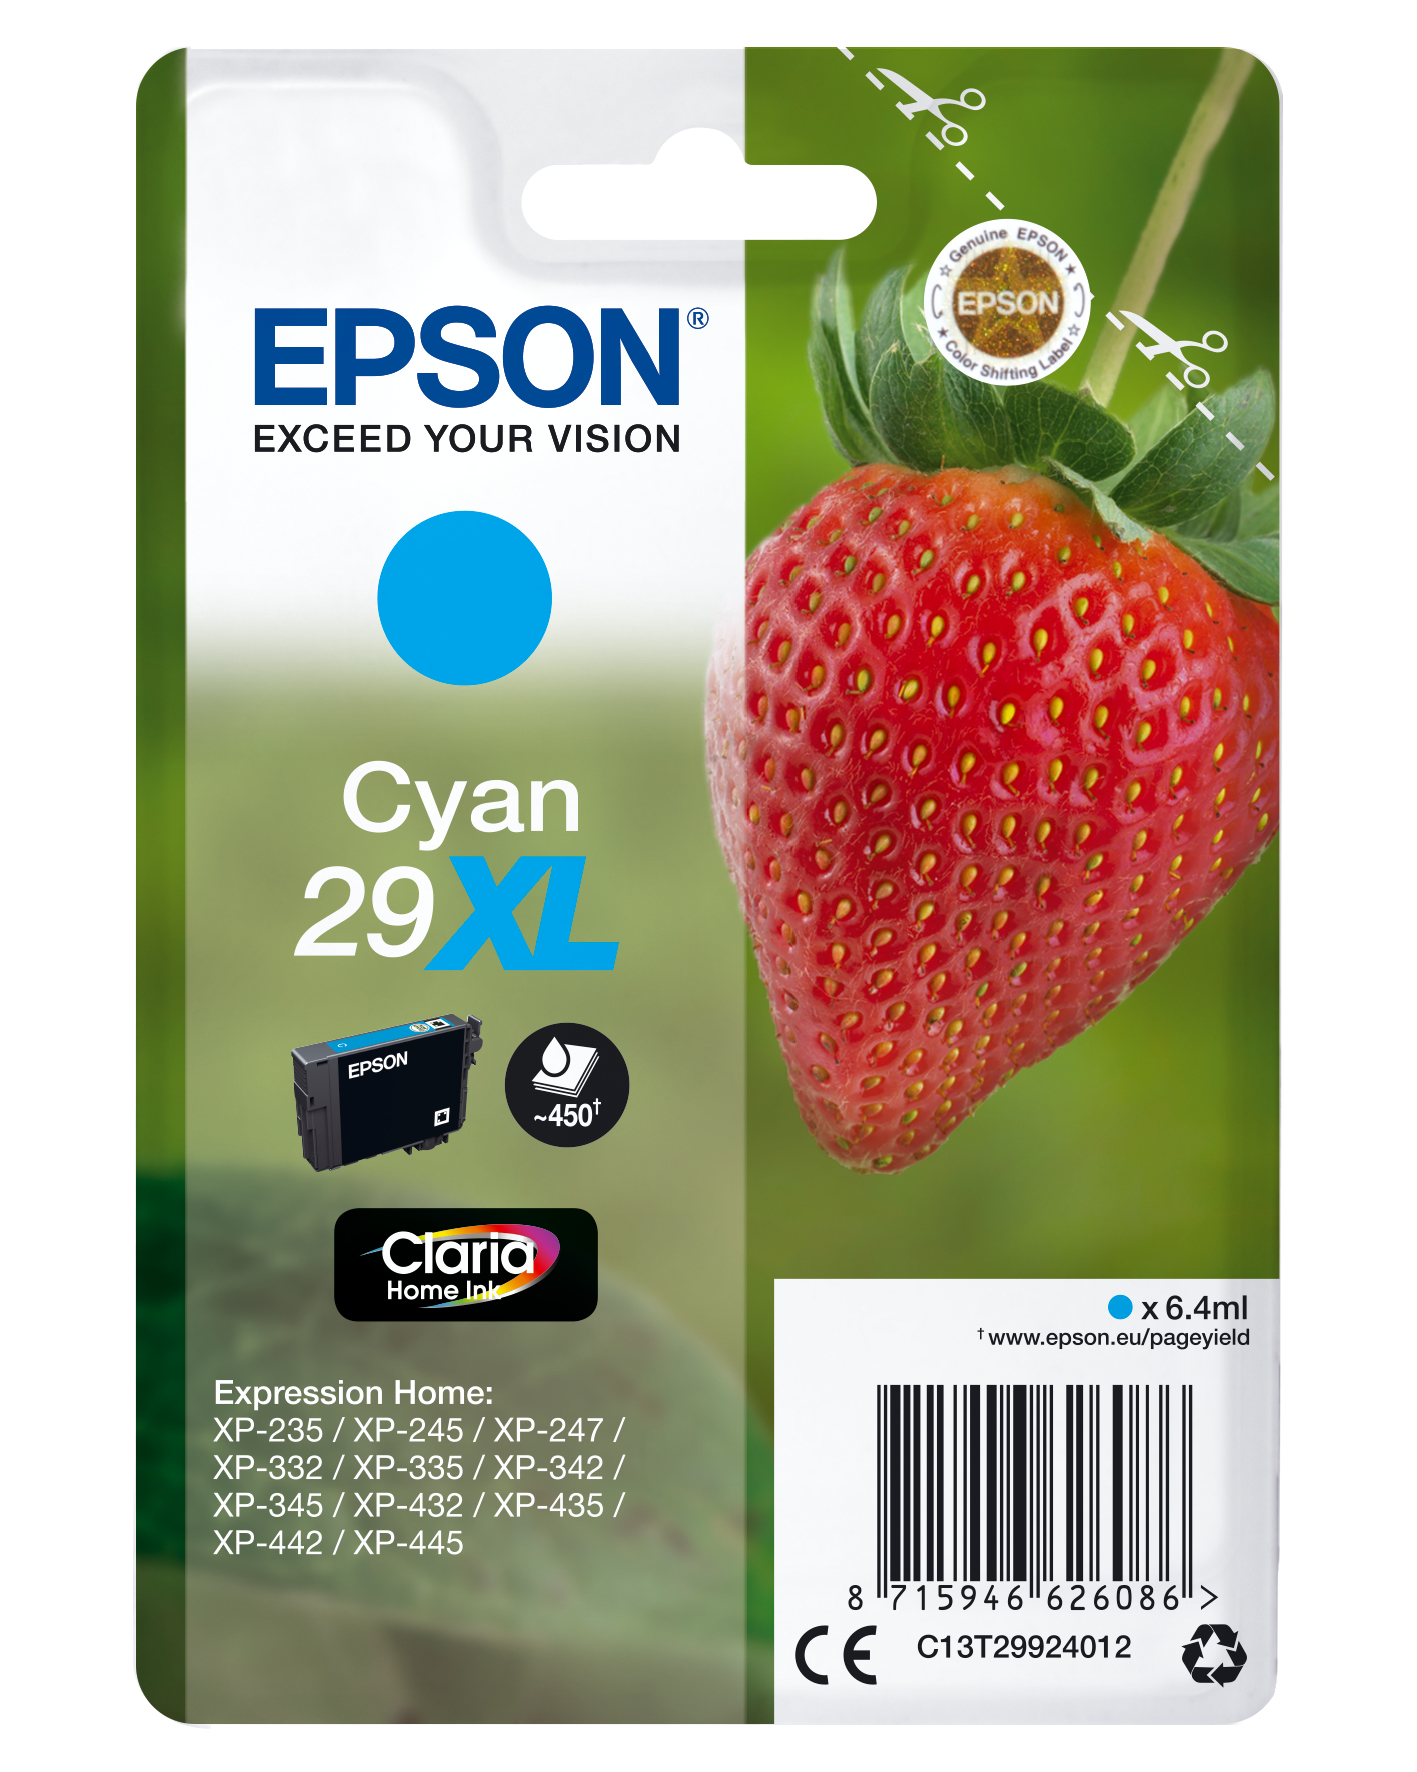 Genuine EPSON
EPSON
Color Shifting Label
EPSON®
EXCEED YOUR VISION
Cyan
29XL
EPSON
C
~450†
Claria
Home Ink
x 6.4ml
† www.epson.eu/pageyield
Expression Home:
XP-235 / XP-245 / XP-247 /
XP-332 / XP-335 / XP-342 /
XP-345 / XP-432 / XP-435 /
XP-442 / XP-445
8 715946 626086 >
CE
C13T29924012